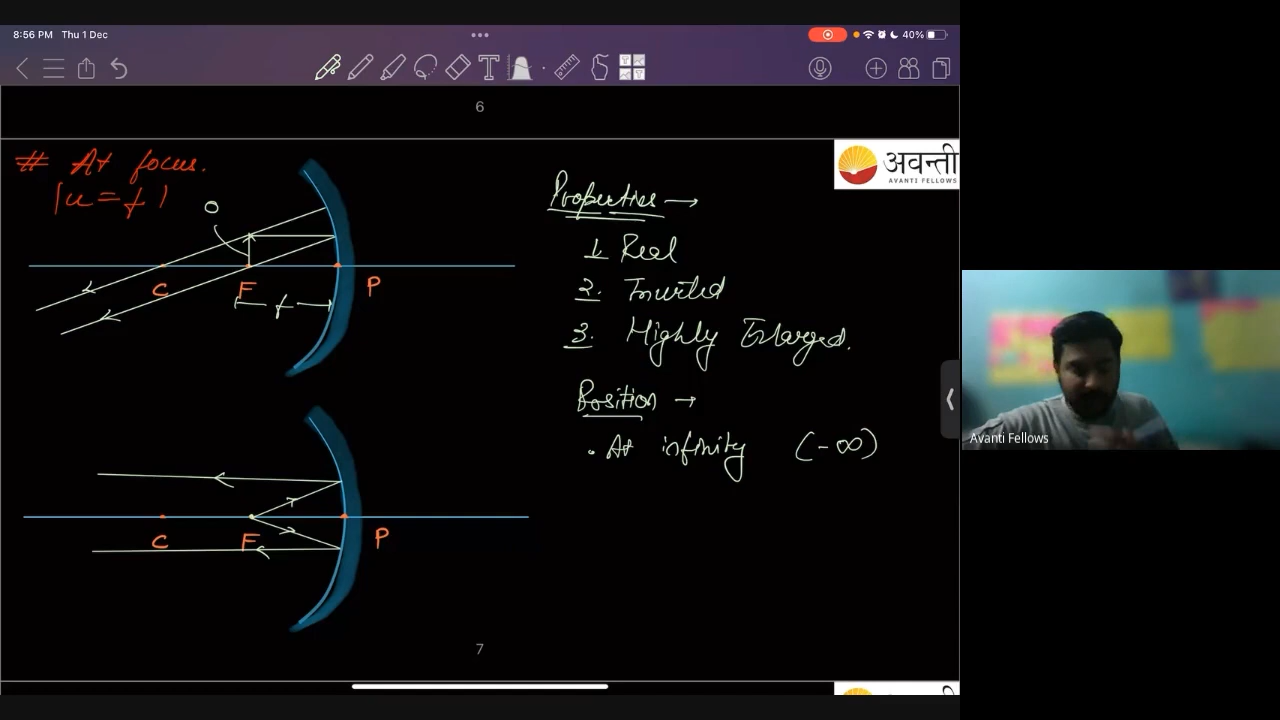 8:56 PM Thu 1 Dec
40%
6
# At focus.
|u=f|
O
C
F
P
f
अवन्ती
AVANTI FELLOWS
Properties →
1. Real
2. Inverted
3. Highly Enlarged.
Position →
. At infinity (-∞)
C
F
P
7
Avanti Fellows